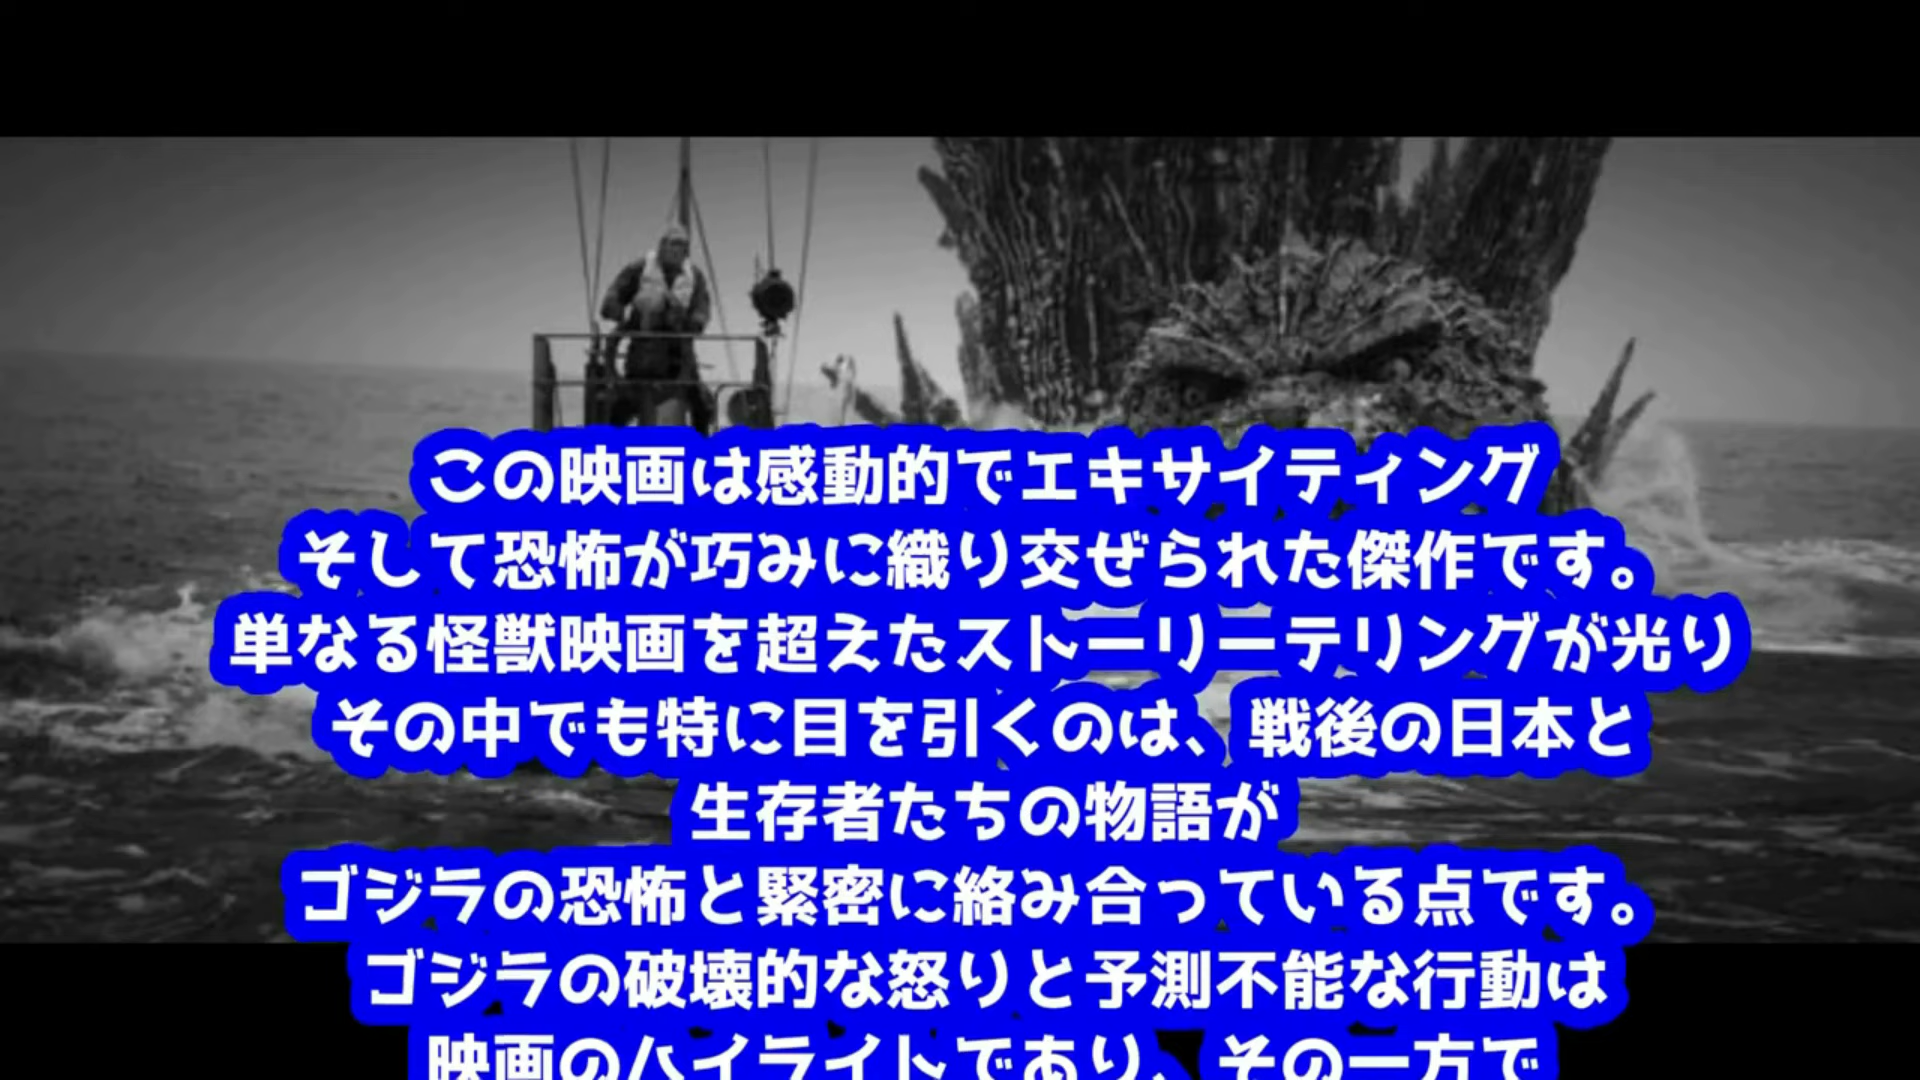 この映画は感動的でエキサイティング
そして恐怖が巧みに織り交ぜられた傑作です。
単なる怪獣映画を超えたストーリーテリングが光り
その中でも特に目を引くのは、戦後の日本と
生存者たちの物語が
ゴジラの恐怖と緊密に絡み合っている点です。
ゴジラの破壊的な怒りと予測不能な行動は
映画のハイライトであり、その一方で